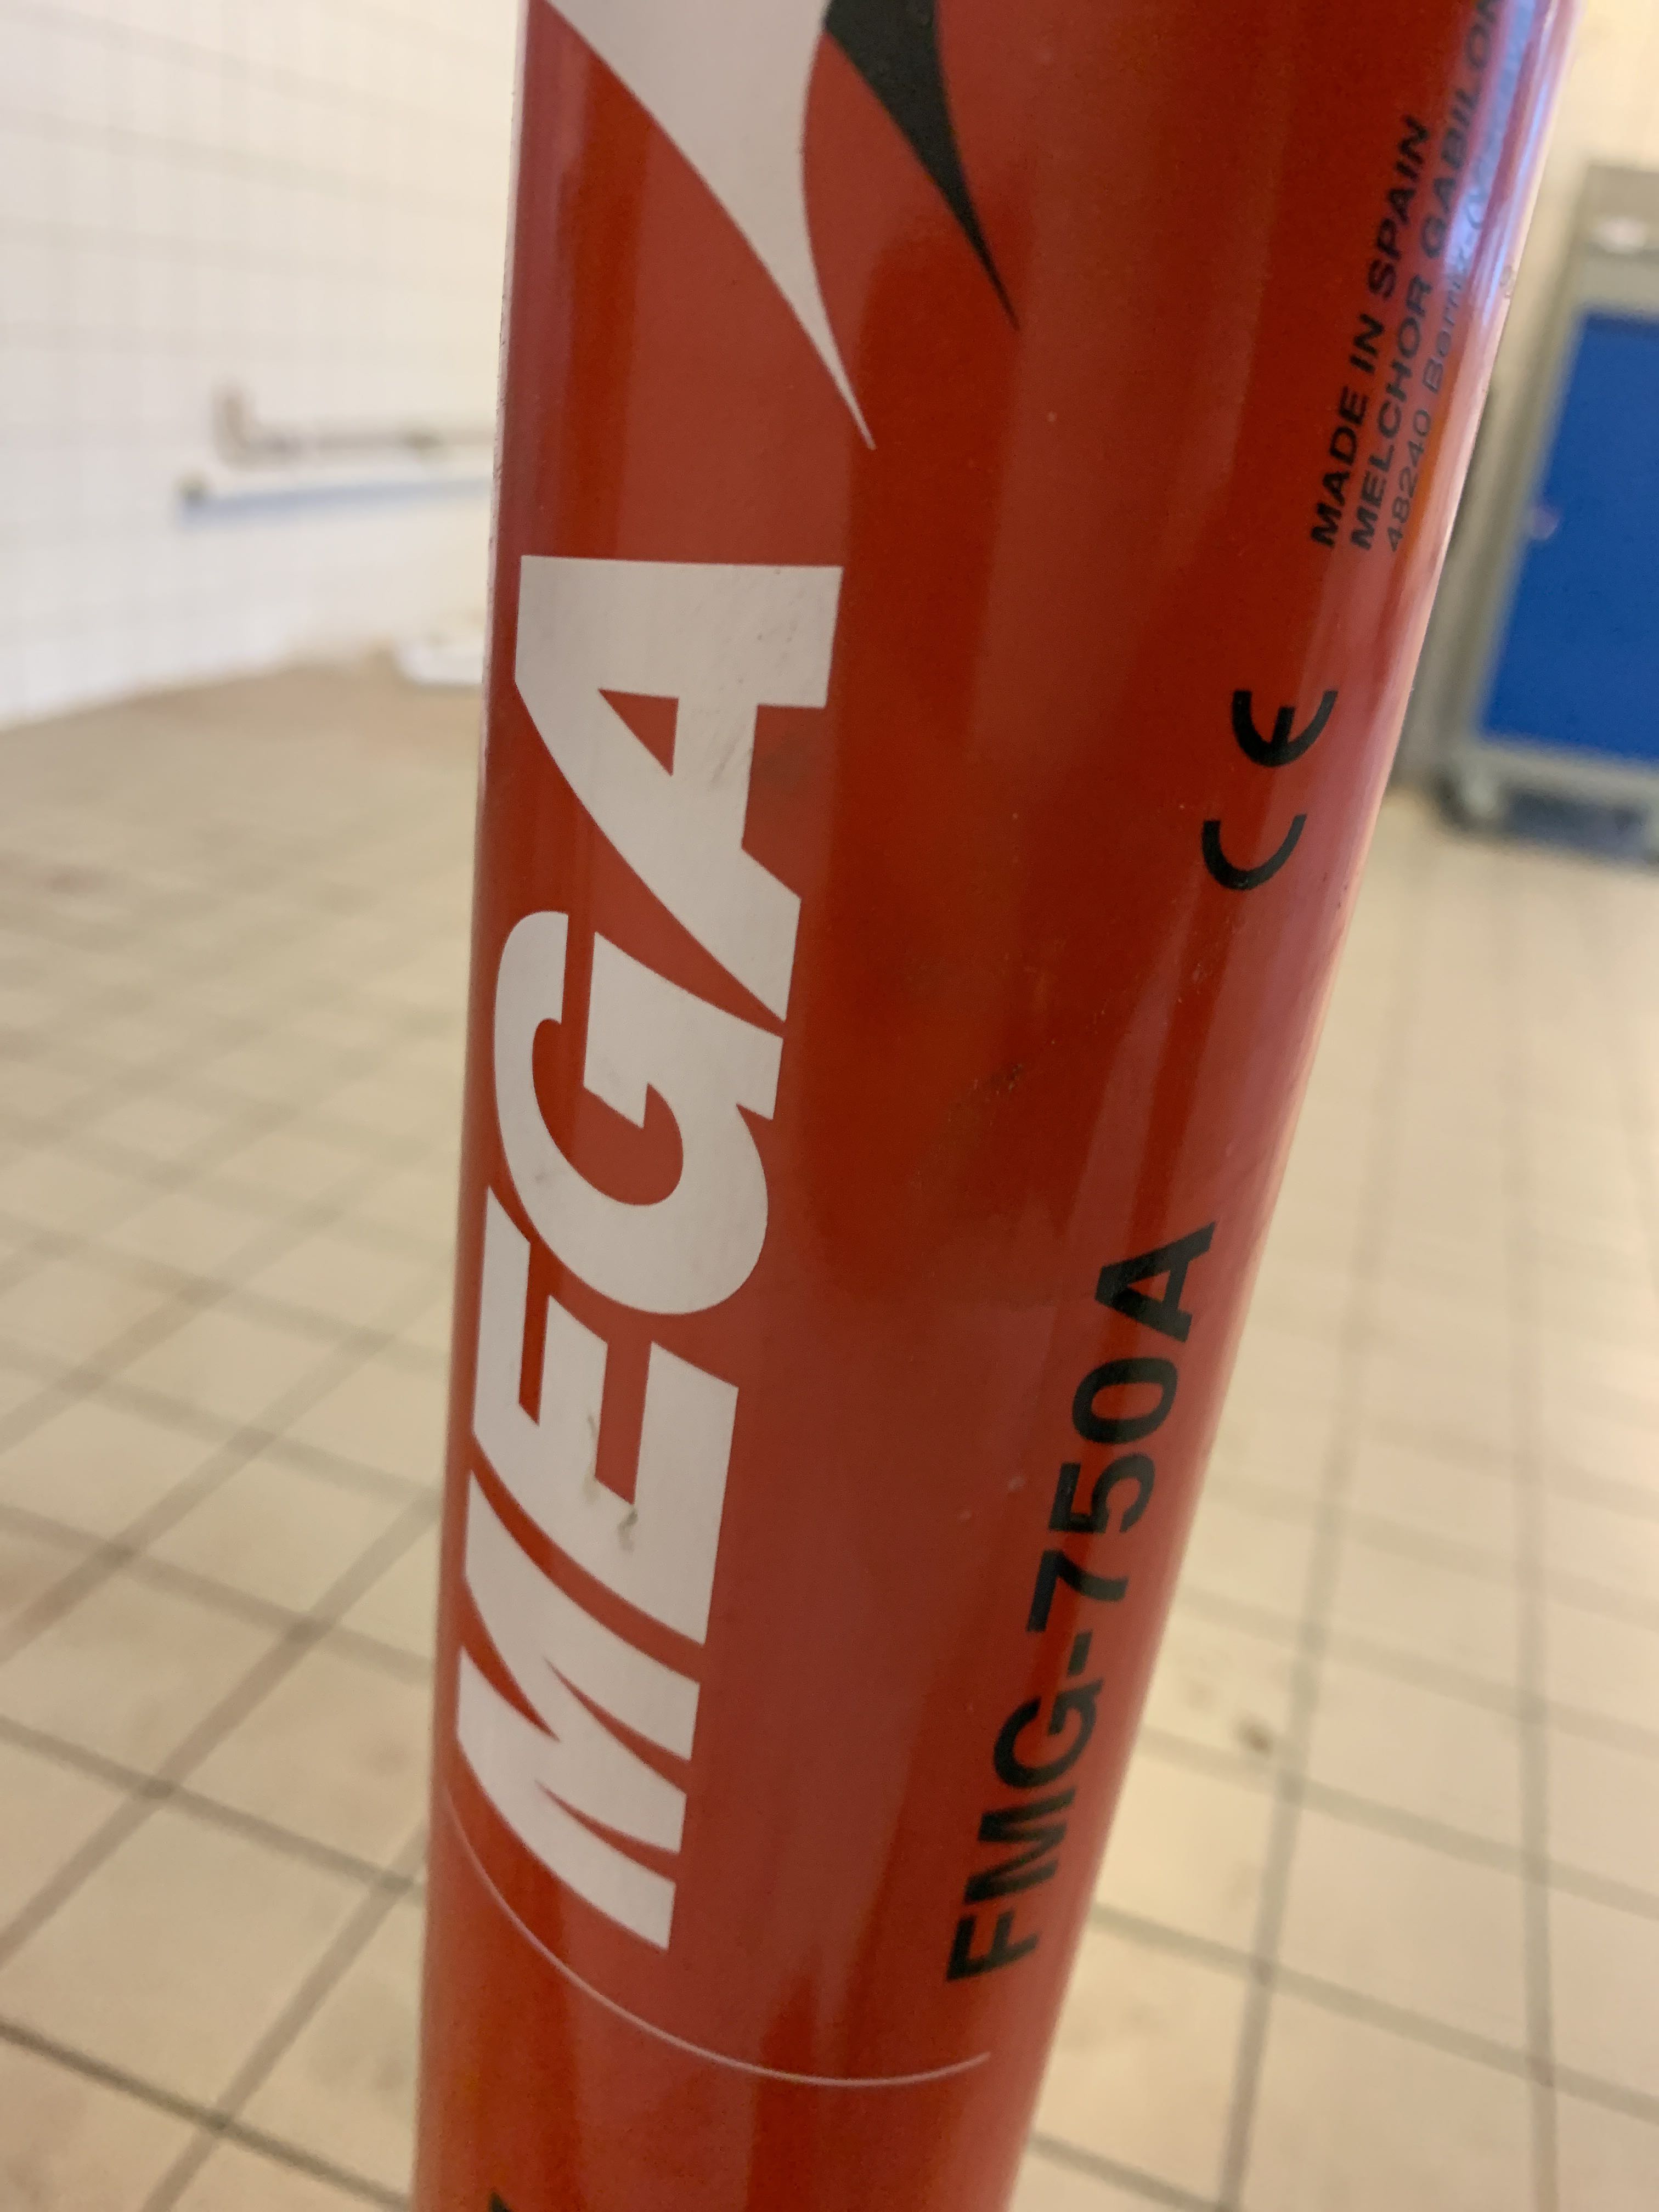 MEGA
FMG-750A
CE
MADE IN SPAIN
MELCHOR GABILON
48240